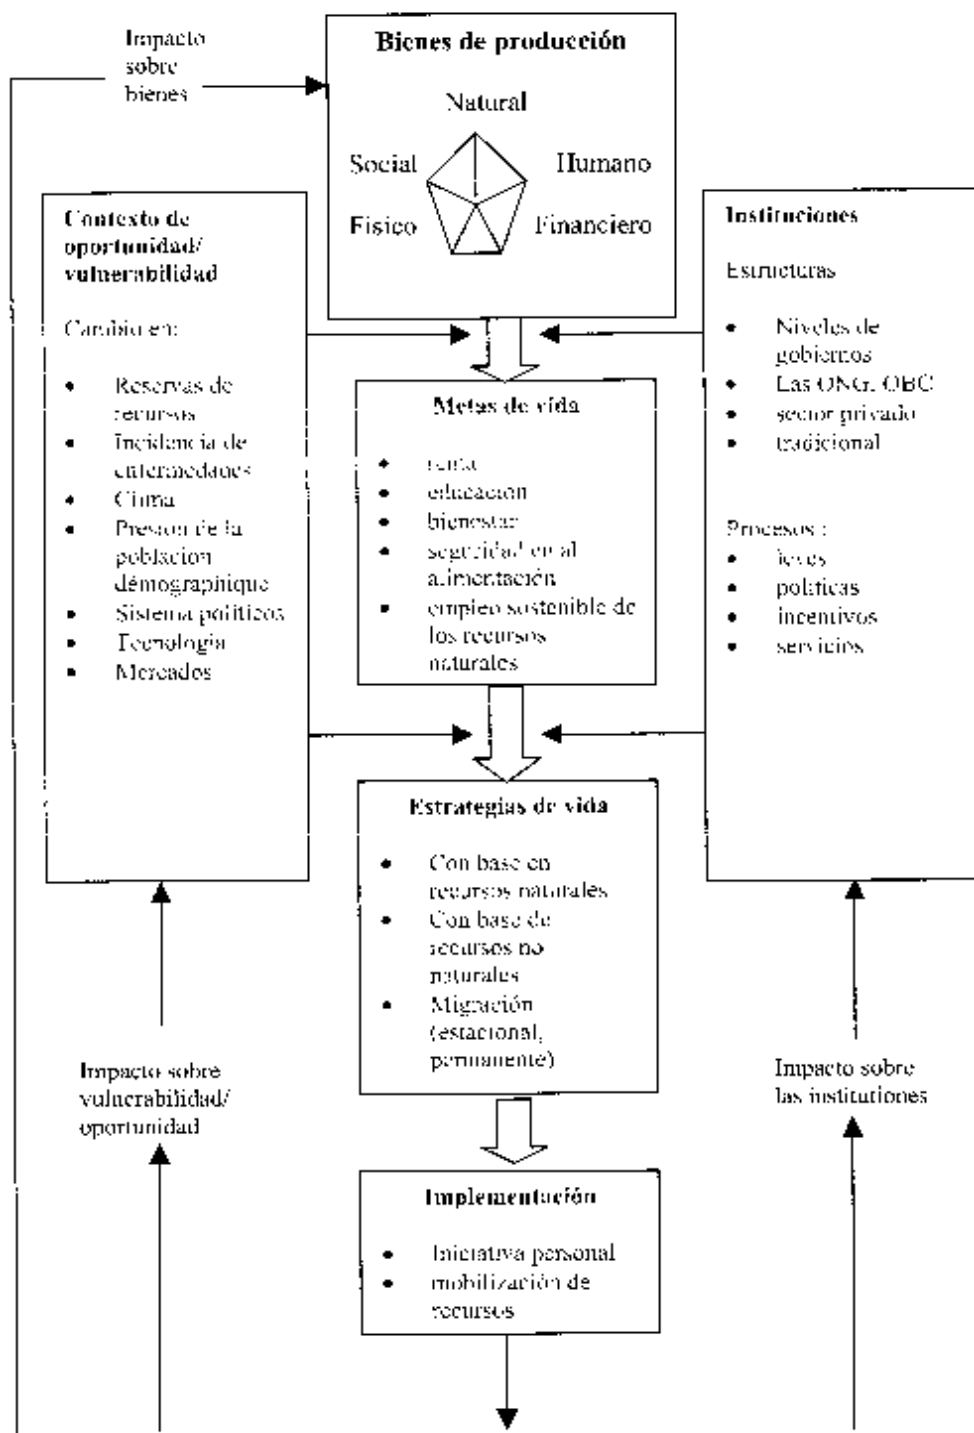 Impacto
sobre
bienes
Bienes de producción
Natural
Social
Humano
Fisico
Financiero
Contexto de
oportunidad/
vulnerabilidad
Cambio en:
• Reservas de
recursos
• Incidencia de
enfermedades
• Clima
• Presion de la
poblacion
démographique
• Sistema políticos
• Tecnologia
• Mercados
Instituciones
Estructuras
• Niveles de
gobiernos
• Las ONG, OBC
• sector privado
• tradicional
Procesos :
• leyes
• politicas
• incentivos
• servicios
Metas de vida
• renta
• educacion
• bienestar
• seguridad en al
alimentación
• empleo sostenible de
los recursos
naturales
Estrategias de vida
• Con base en
recursos naturales
• Con base de
recursos no
naturales
• Migración
(estacional,
permanente)
Impacto sobre
vulnerabilidad/
oportunidad
Impacto sobre
las institutiones
Implementación
• Iniciativa personal
• mobilización de
recursos